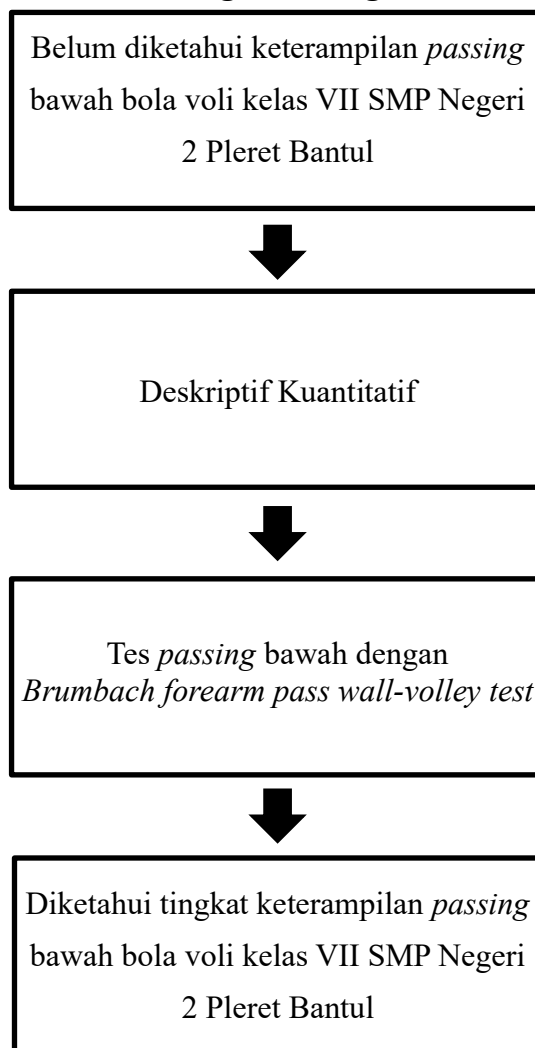 Belum diketahui keterampilan passing
bawah bola voli kelas VII SMP Negeri
2 Pleret Bantul
Deskriptif Kuantitatif
Tes passing bawah dengan
Brumbach forearm pass wall-volley test
Diketahui tingkat keterampilan passing
bawah bola voli kelas VII SMP Negeri
2 Pleret Bantul